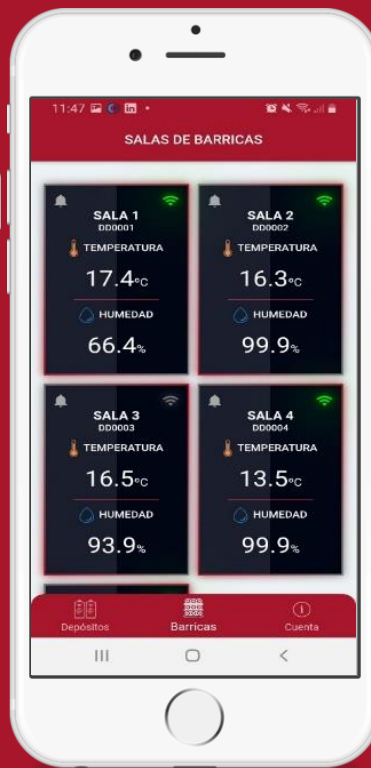 11:47
SALAS DE BARRICAS
SALA 1
DD0001
TEMPERATURA
17.4°C
HUMEDAD
66.4%
SALA 2
DD0002
TEMPERATURA
16.3°C
HUMEDAD
99.9%
SALA 3
DD0003
TEMPERATURA
16.5°C
HUMEDAD
93.9%
SALA 4
DD0004
TEMPERATURA
13.5°C
HUMEDAD
99.9%
Depósitos
Barricas
Cuenta